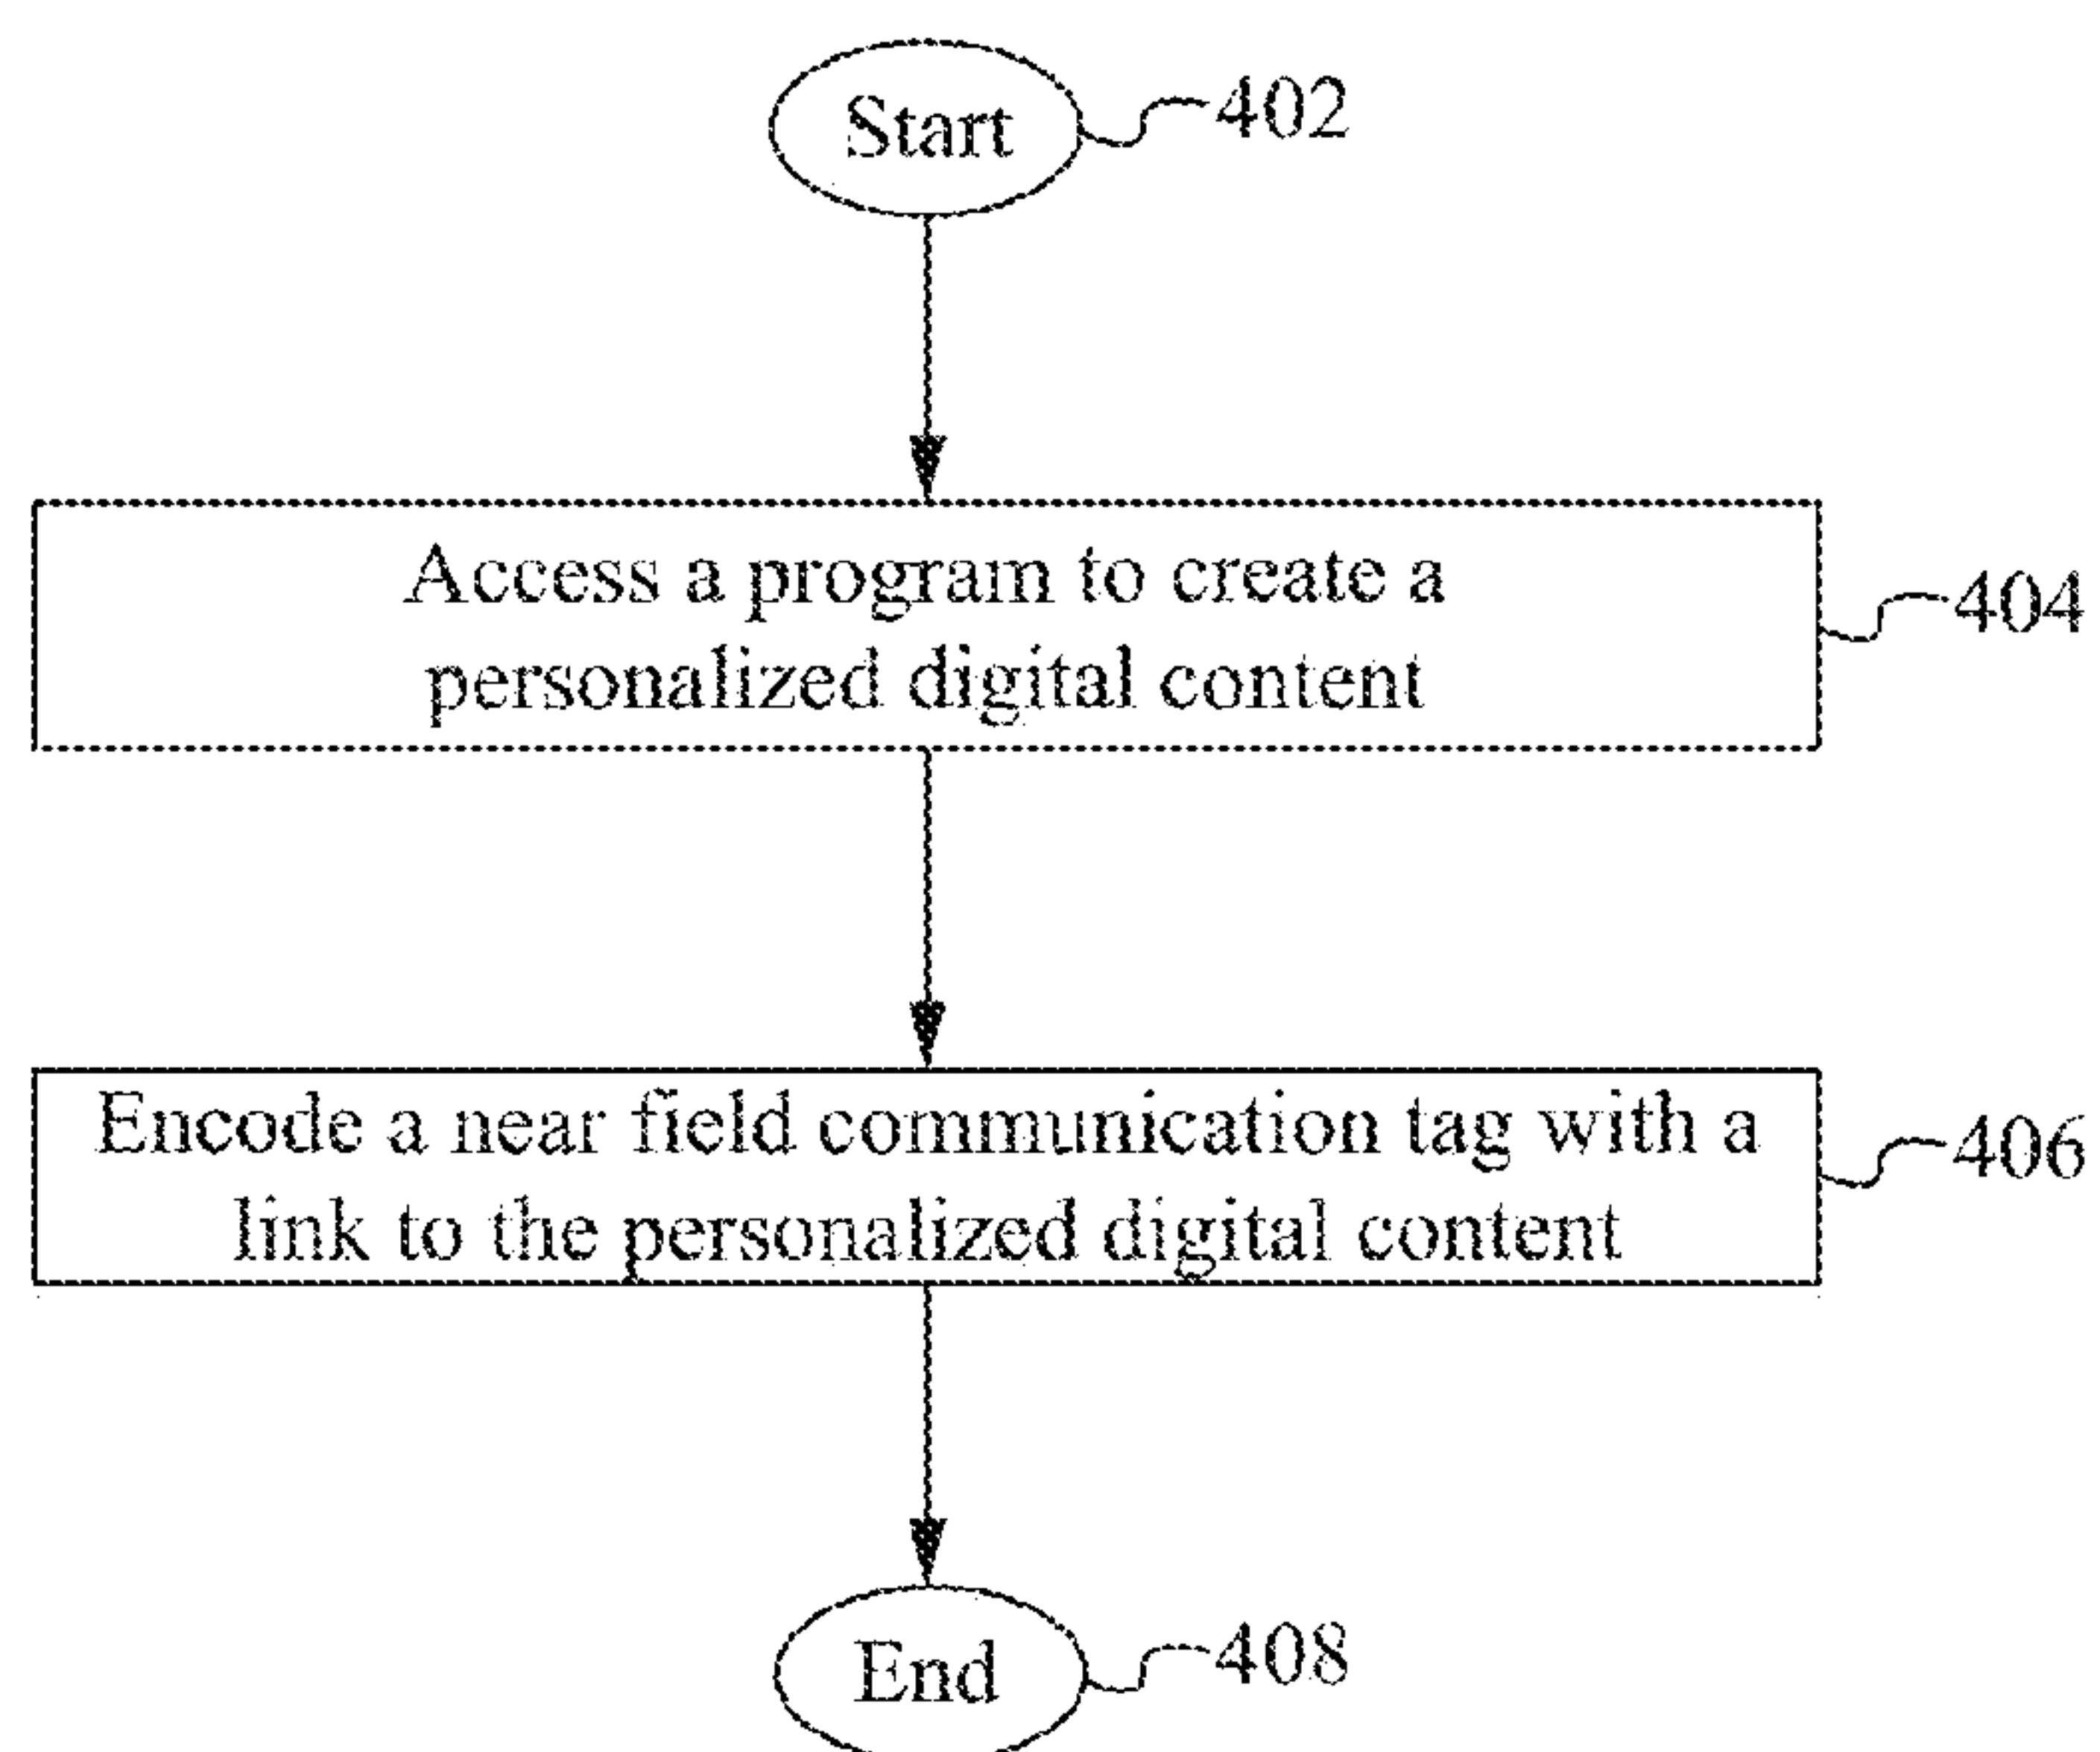 Start
402
Access a program to create a
personalized digital content
404
Encode a near field communication tag with a
link to the personalized digital content
406
End
408